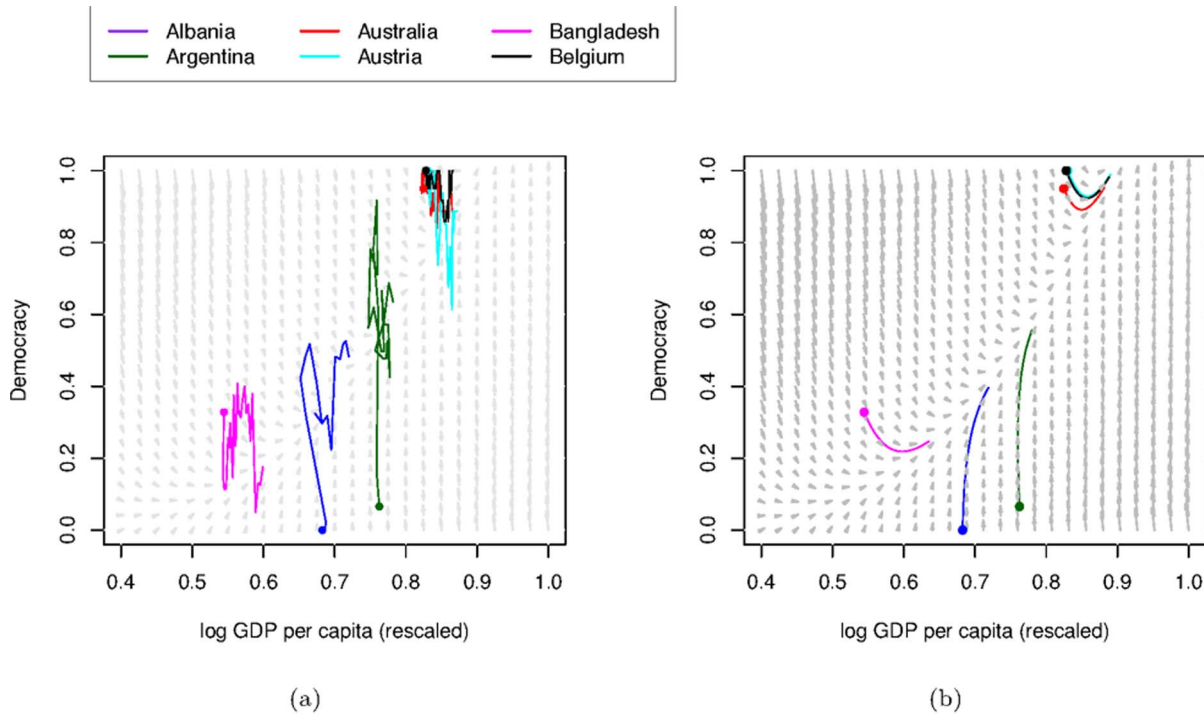 Albania Australia Bangladesh
Argentina Austria Belgium
1.0
0.8
0.6
0.4
0.2
0.0
Democracy
0.4 0.5 0.6 0.7 0.8 0.9 1.0
log GDP per capita (rescaled)
(a)
1.0
0.8
0.6
0.4
0.2
0.0
Democracy
0.4 0.5 0.6 0.7 0.8 0.9 1.0
log GDP per capita (rescaled)
(b)